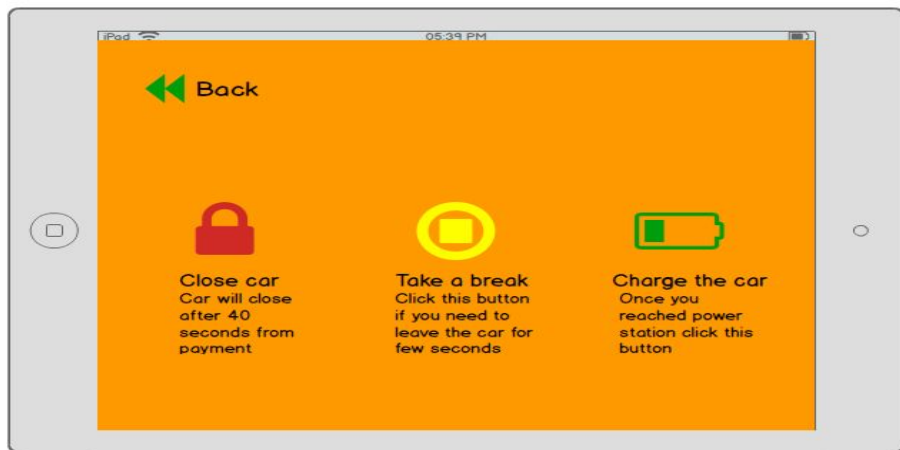 iPad 05:39 PM
Back
Close car
Car will close
after 40
seconds from
payment
Take a break
Click this button
if you need to
leave the car for
few seconds
Charge the car
Once you
reached power
station click this
button